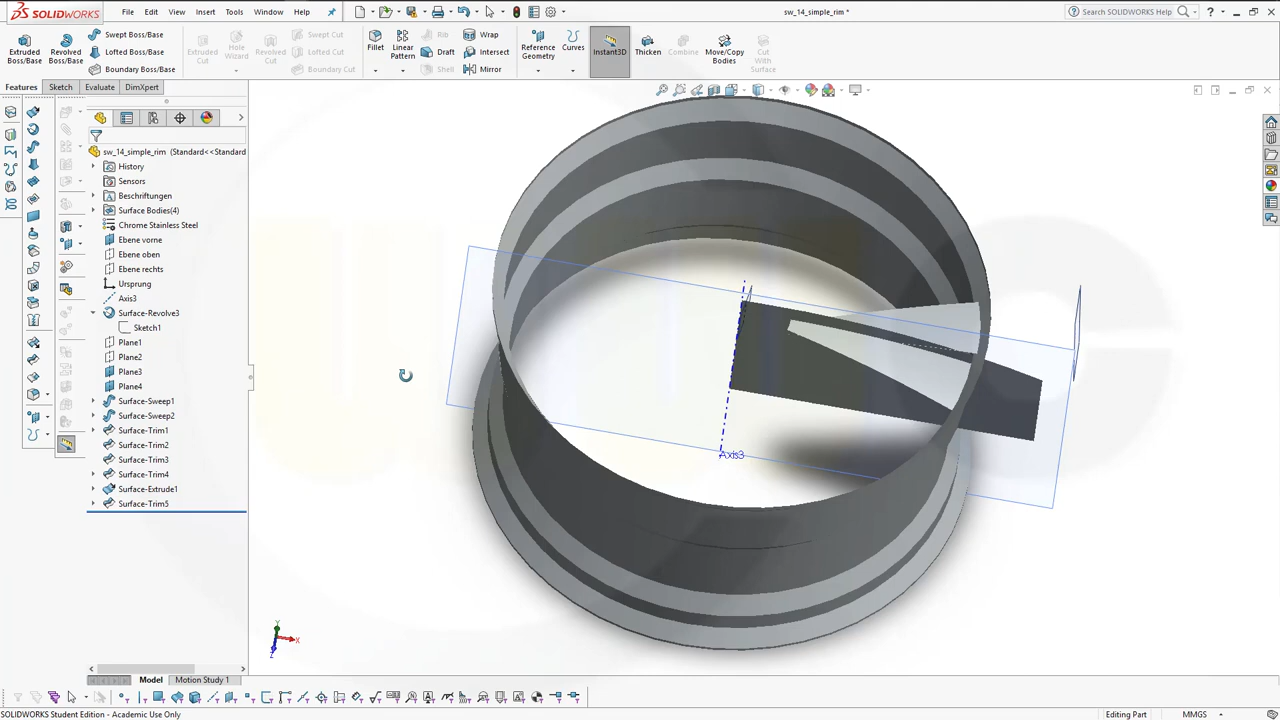 SOLIDWORKS
File Edit View Insert Tools Window Help
sw_14_simple_rim *
Search SOLIDWORKS Help
Extruded Boss/Base
Revolved Boss/Base
Swept Boss/Base
Lofted Boss/Base
Boundary Boss/Base
Extruded Cut
Hole Wizard
Revolved Cut
Swept Cut
Lofted Cut
Boundary Cut
Fillet
Linear Pattern
Rib
Draft
Shell
Wrap
Intersect
Mirror
Reference Geometry
Curves
Instant3D
Thicken
Combine
Move/Copy Bodies
Cut With Surface
Features Sketch Evaluate DimXpert
sw_14_simple_rim (Standard<<Standard
History
Sensors
Beschriftungen
Surface Bodies(4)
Chrome Stainless Steel
Ebene vorne
Ebene oben
Ebene rechts
Ursprung
Axis3
Surface-Revolve3
Sketch1
Plane1
Plane2
Plane3
Plane4
Surface-Sweep1
Surface-Sweep2
Surface-Trim1
Surface-Trim2
Surface-Trim3
Surface-Trim4
Surface-Extrude1
Surface-Trim5
Axis3
Y
X
Z
Model Motion Study 1
SOLIDWORKS Student Edition - Academic Use Only
Editing Part MMGS